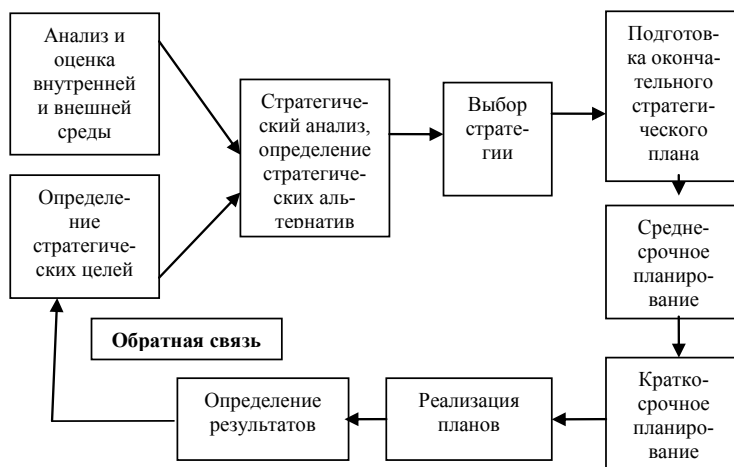 Анализ и
оценка
внутренней
и внешней
среды
Стратегиче-
ский анализ,
определение
стратегиче-
ских аль-
тернатив
Выбор
страте-
гии
Подготов-
ка оконча-
тельного
стратеги-
ческого
плана
Определе-
ние
стратегиче-
ских целей
Средне-
срочное
планиро-
вание
Обратная связь
Определение
результатов
Реализация
планов
Кратко-
срочное
планирование